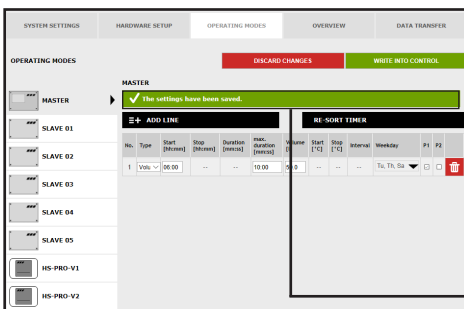 SYSTEM SETTINGS HARDWARE SETUP OPERATING MODES OVERVIEW DATA TRANSFER
OPERATING MODES DISCARD CHANGES WRITE INTO CONTROL
MASTER
The settings have been saved.
ADD LINE RE-SORT TIMER
No. Type Start [hh:mm] Stop [hh:mm] Duration [mm:ss] max. duration [mm:ss] Start [°C] Stop [°C] Interval Weekday P1 P2
1 Volu 06:00 -- -- 10:00 -- -- -- Tu, Th, Sa
MASTER
SLAVE 01
SLAVE 02
SLAVE 03
SLAVE 04
SLAVE 05
HS-PRO-V1
HS-PRO-V2